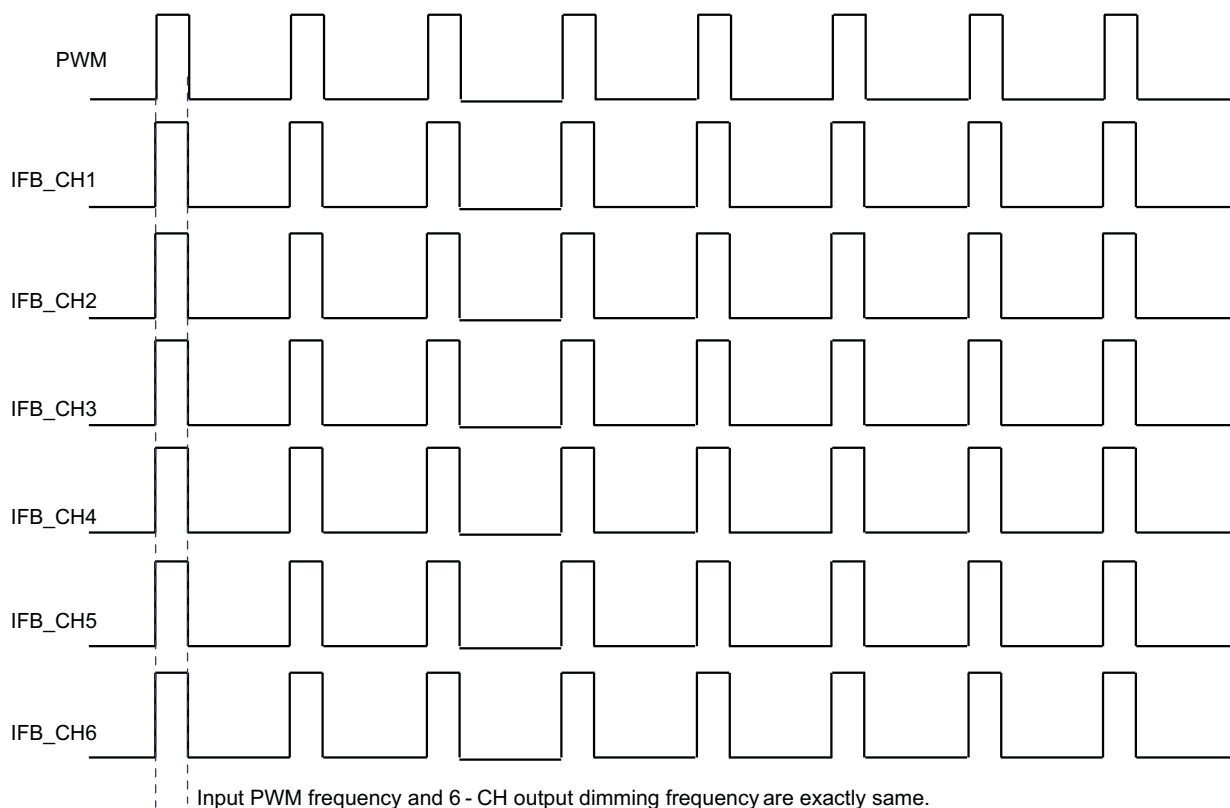 PWM
IFB_CH1
IFB_CH2
IFB_CH3
IFB_CH4
IFB_CH5
IFB_CH6
Input PWM frequency and 6 - CH output dimming frequency are exactly same.